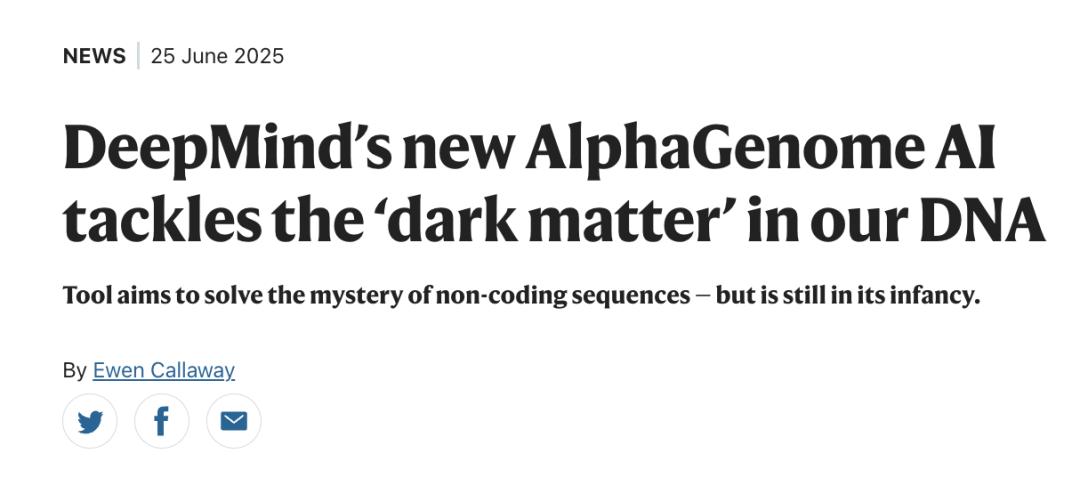 NEWS | 25 June 2025
DeepMind’s new AlphaGenome AI
tackles the ‘dark matter’ in our DNA
Tool aims to solve the mystery of non-coding sequences — but is still in its infancy.
By Ewen Callaway